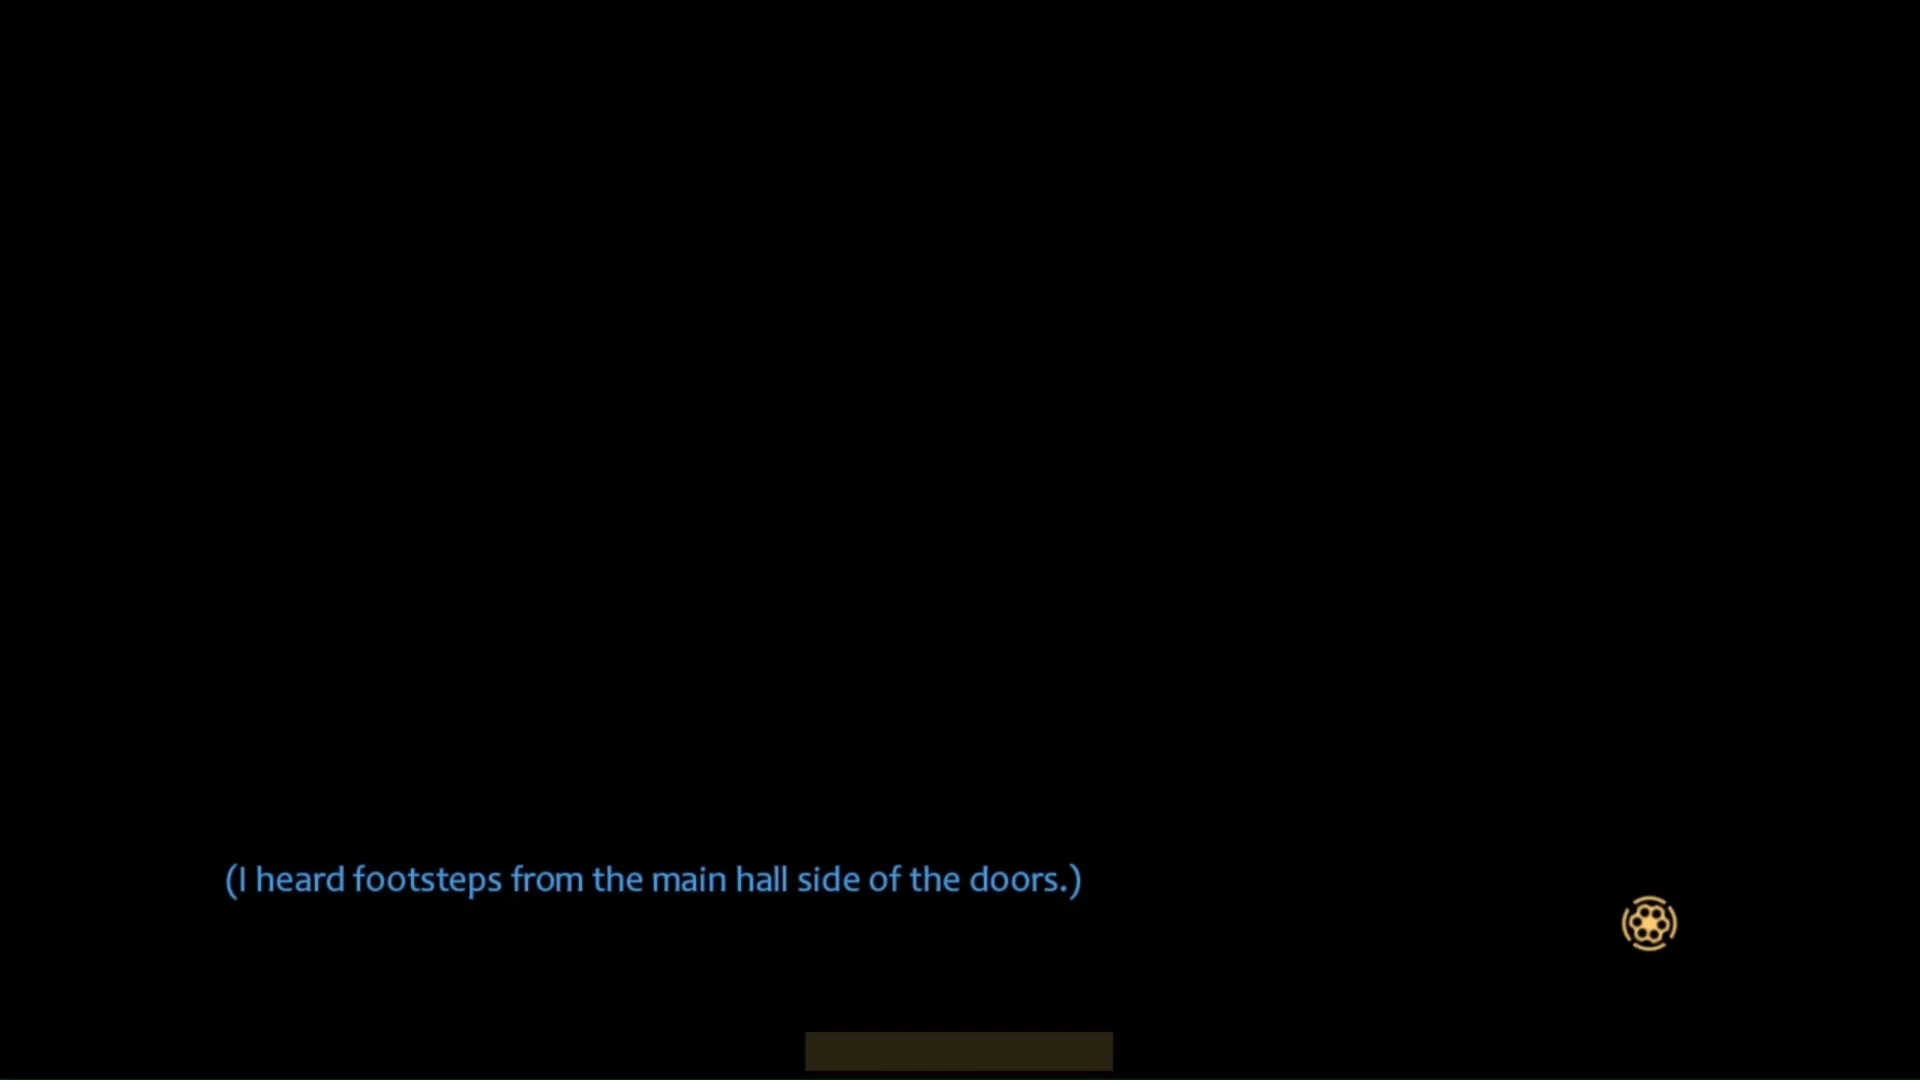 (I heard footsteps from the main hall side of the doors.)